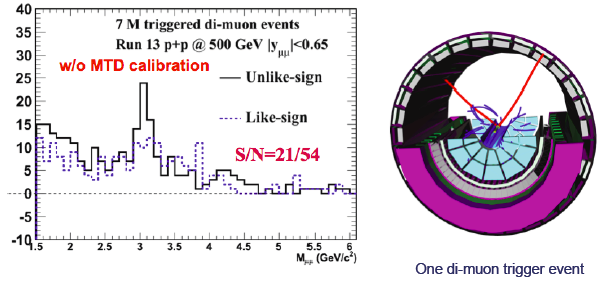 7 M triggered di-muon events
Run 13 p+p @ 500 GeV |yμμ|<0.65
w/o MTD calibration
Unlike-sign
Like-sign
S/N=21/54
40
35
30
25
20
15
10
5
0
-5
-10
1.5 2 2.5 3 3.5 4 4.5 5 5.5 6
Mμμ (GeV/c²)
One di-muon trigger event